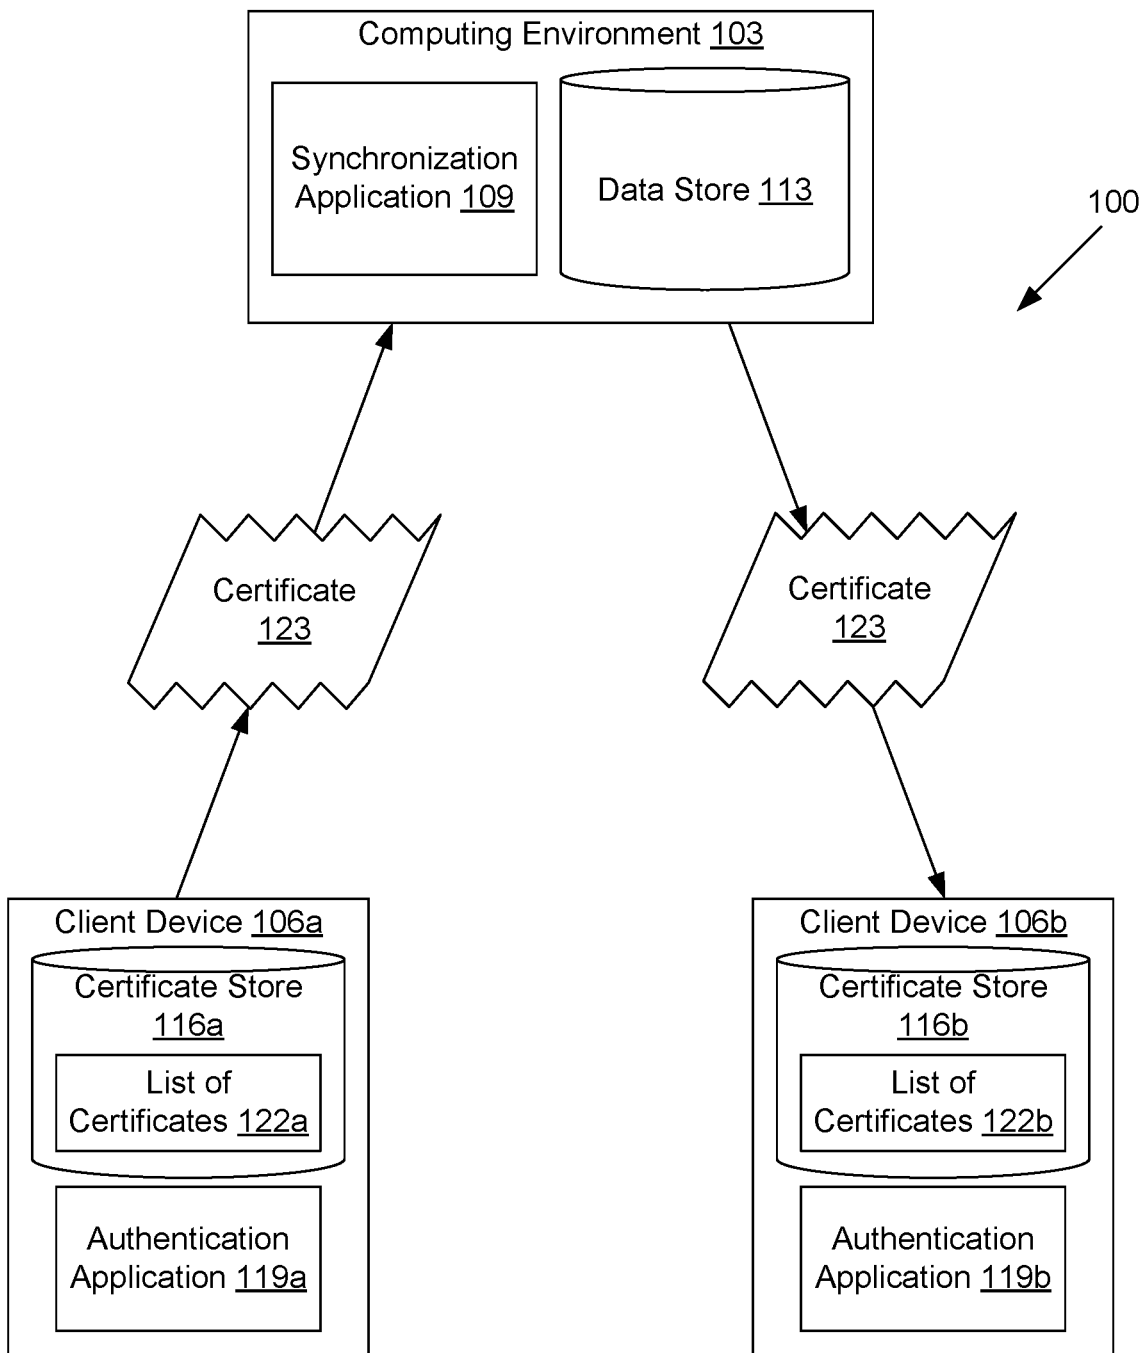 Computing Environment 103
Synchronization
Application 109
Data Store 113
100
Certificate
123
Certificate
123
Client Device 106a
Certificate Store
116a
List of
Certificates 122a
Authentication
Application 119a
Client Device 106b
Certificate Store
116b
List of
Certificates 122b
Authentication
Application 119b